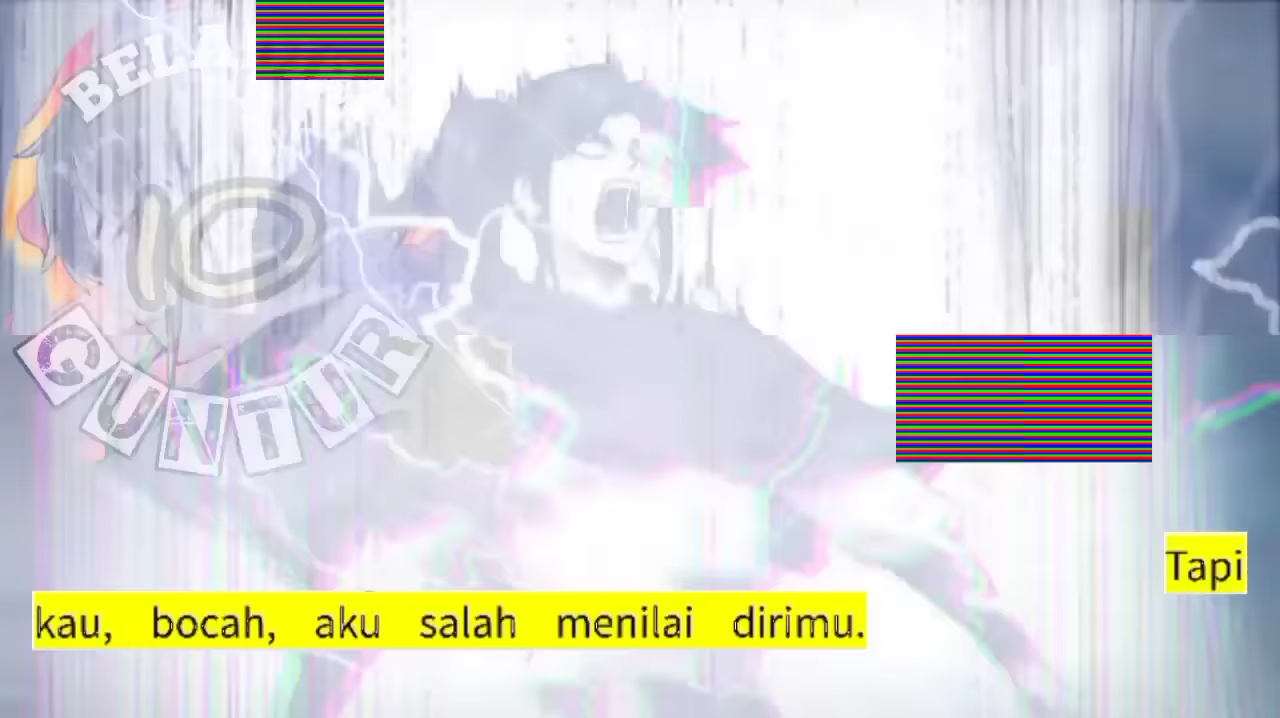 BELA
GUNTUR
Tapi
kau, bocah, aku salah menilai dirimu.